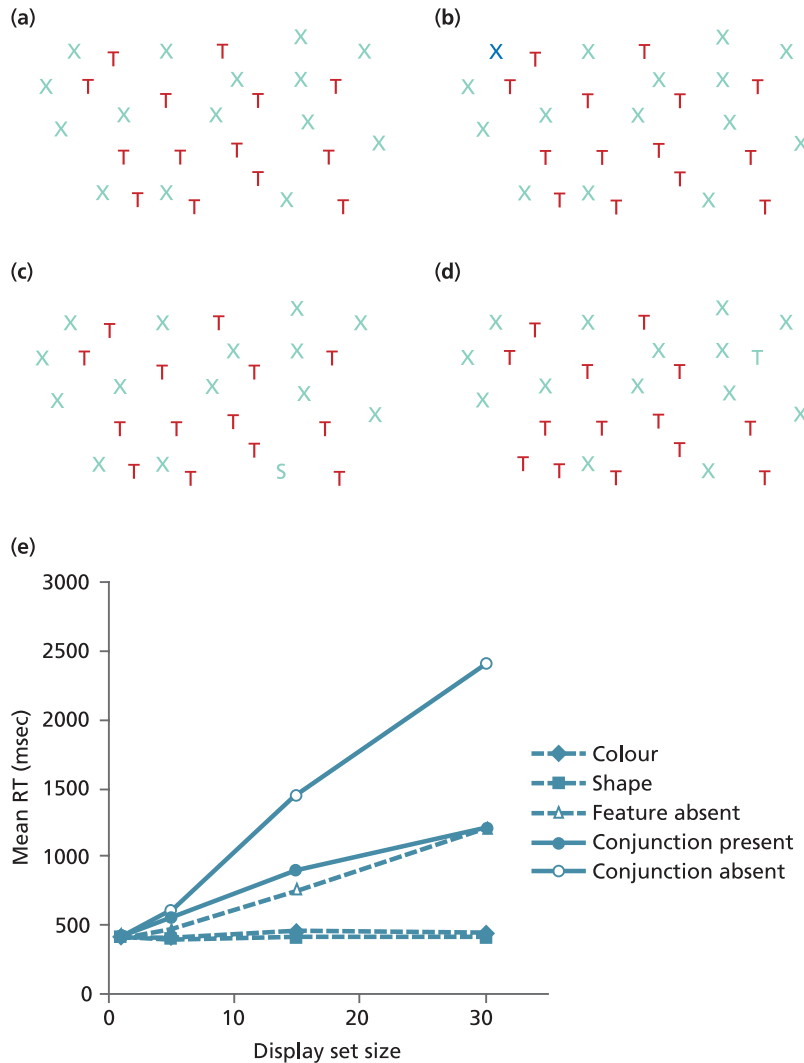 (a)
X
X T X T X
X T X X T
T T
X X X
X X
T T T T
T
X T X T X T
(b)
X
X T X T X
X T X X T
T T
X X X
X X
T T T T
T
X T X T X T
(c)
X
X T X T X
X T X X T
T T
X X X
X X
T T T T
T
X T X T S T
(d)
X
X T X T X
X T X X T
T T
X X X
X X
T T T T
T
T T X T X T
(e)
3000
2500
2000
1500
1000
500
0
Mean RT (msec)
0 10 20 30
Display set size
Colour
Shape
Feature absent
Conjunction present
Conjunction absent